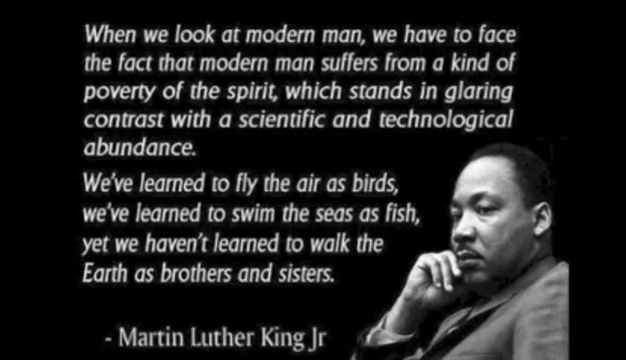 When we look at modern man, we have to face
the fact that modern man suffers from a kind of
poverty of the spirit, which stands in glaring
contrast with a scientific and technological
abundance.
We've learned to fly the air as birds,
we've learned to swim the seas as fish,
yet we haven't learned to walk the
Earth as brothers and sisters.
- Martin Luther King Jr